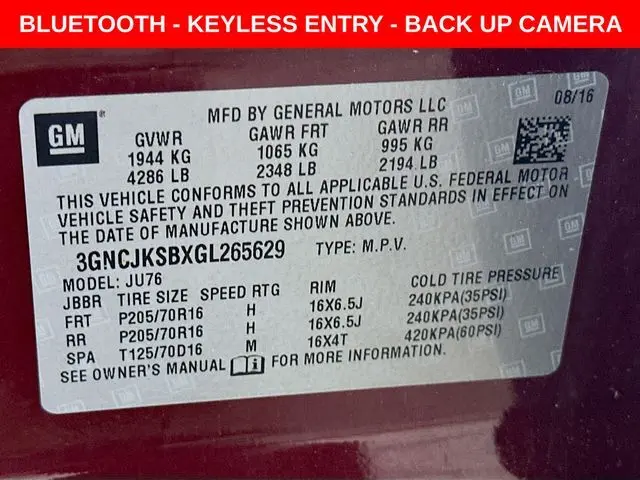 BLUETOOTH - KEYLESS ENTRY - BACK UP CAMERA
GM®
MFD BY GENERAL MOTORS LLC 08/16
GVWR GAWR FRT GAWR RR
1944 KG 1065 KG 995 KG
4286 LB 2348 LB 2194 LB
THIS VEHICLE CONFORMS TO ALL APPLICABLE U.S. FEDERAL MOTOR
VEHICLE SAFETY AND THEFT PREVENTION STANDARDS IN EFFECT ON
THE DATE OF MANUFACTURE SHOWN ABOVE.
3GNCJKSBXGL265629 TYPE: M.P.V.
MODEL: JU76
JBBR TIRE SIZE SPEED RTG RIM COLD TIRE PRESSURE
FRT P205/70R16 H 16X6.5J 240KPA(35PSI)
RR P205/70R16 H 16X6.5J 240KPA(35PSI)
SPA T125/70D16 M 16X4T 420KPA(60PSI)
SEE OWNER'S MANUAL FOR MORE INFORMATION.